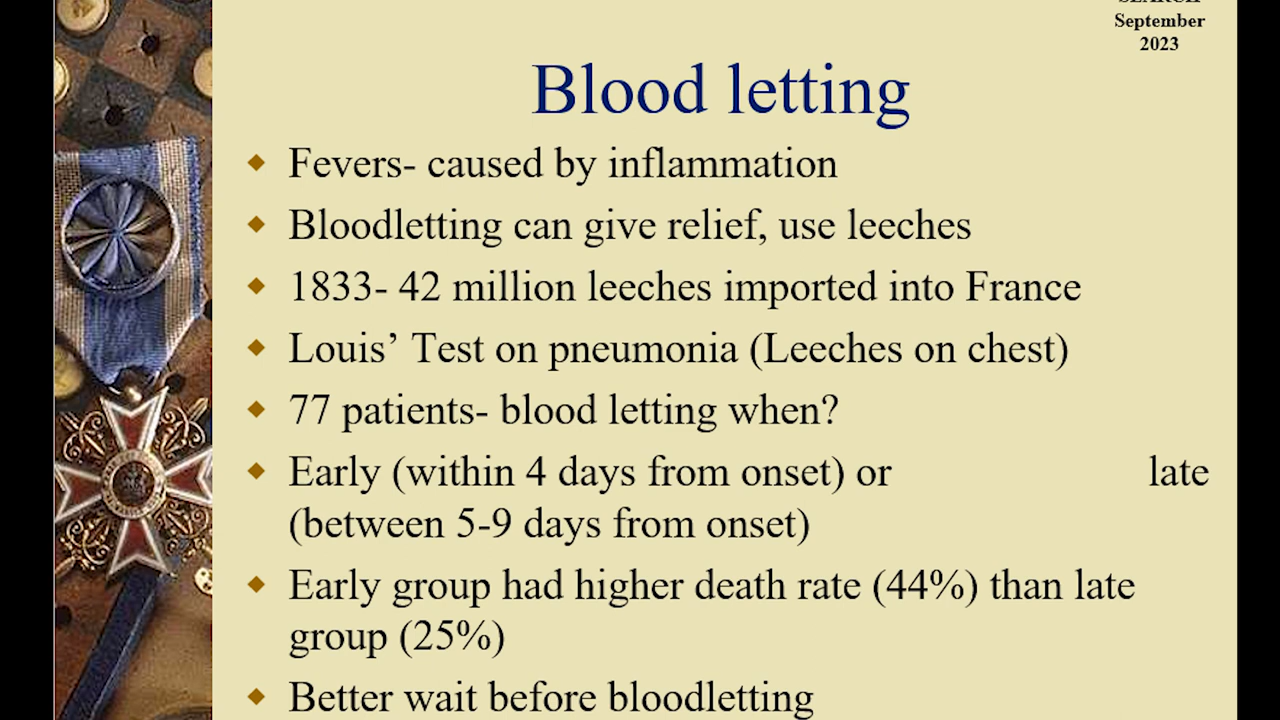 September
2023
Blood letting
Fevers- caused by inflammation
Bloodletting can give relief, use leeches
1833- 42 million leeches imported into France
Louis’ Test on pneumonia (Leeches on chest)
77 patients- blood letting when?
Early (within 4 days from onset) or late
(between 5-9 days from onset)
Early group had higher death rate (44%) than late
group (25%)
Better wait before bloodletting